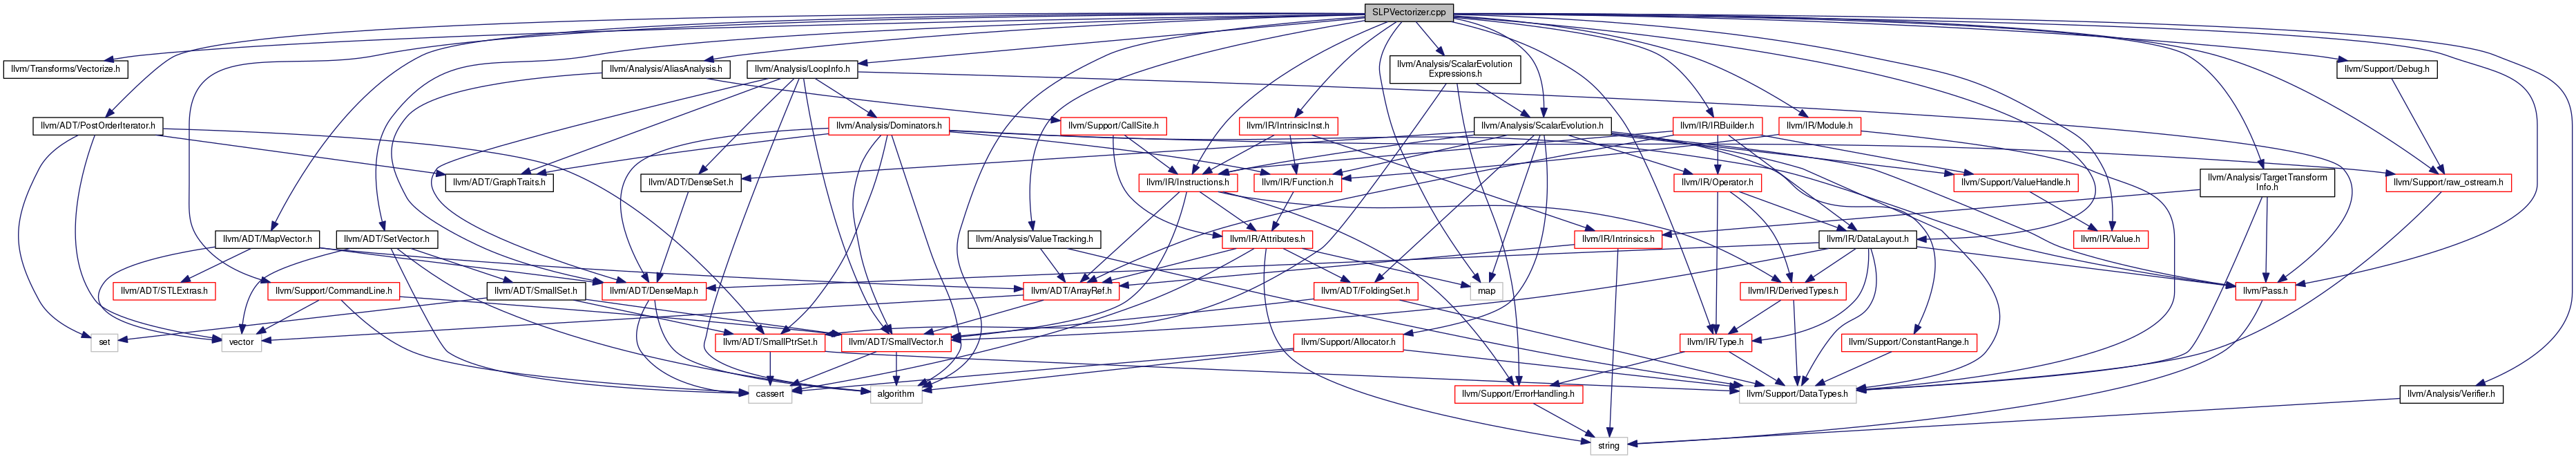 SLPVectorizer.cpp
llvm/Transforms/Vectorize.h
llvm/Analysis/AliasAnalysis.h
llvm/Analysis/LoopInfo.h
llvm/Analysis/ScalarEvolution
Expressions.h
llvm/Support/Debug.h
llvm/ADT/PostOrderIterator.h
llvm/Analysis/Dominators.h
llvm/Support/CallSite.h
llvm/IR/IntrinsicInst.h
llvm/Analysis/ScalarEvolution.h
llvm/IR/IRBuilder.h
llvm/IR/Module.h
llvm/ADT/GraphTraits.h
llvm/ADT/DenseSet.h
llvm/IR/Instructions.h
llvm/IR/Function.h
llvm/IR/Operator.h
llvm/Support/ValueHandle.h
llvm/Analysis/TargetTransform
Info.h
llvm/Support/raw_ostream.h
llvm/ADT/MapVector.h
llvm/ADT/SetVector.h
llvm/Analysis/ValueTracking.h
llvm/IR/Attributes.h
llvm/IR/Intrinsics.h
llvm/IR/DataLayout.h
llvm/IR/Value.h
llvm/ADT/STLExtras.h
llvm/Support/CommandLine.h
llvm/ADT/SmallSet.h
llvm/ADT/DenseMap.h
llvm/ADT/ArrayRef.h
llvm/ADT/FoldingSet.h
map
llvm/IR/DerivedTypes.h
llvm/Pass.h
set
vector
llvm/ADT/SmallPtrSet.h
llvm/ADT/SmallVector.h
llvm/Support/Allocator.h
llvm/IR/Type.h
llvm/Support/ConstantRange.h
cassert
algorithm
llvm/Support/ErrorHandling.h
llvm/Support/DataTypes.h
llvm/Analysis/Verifier.h
string